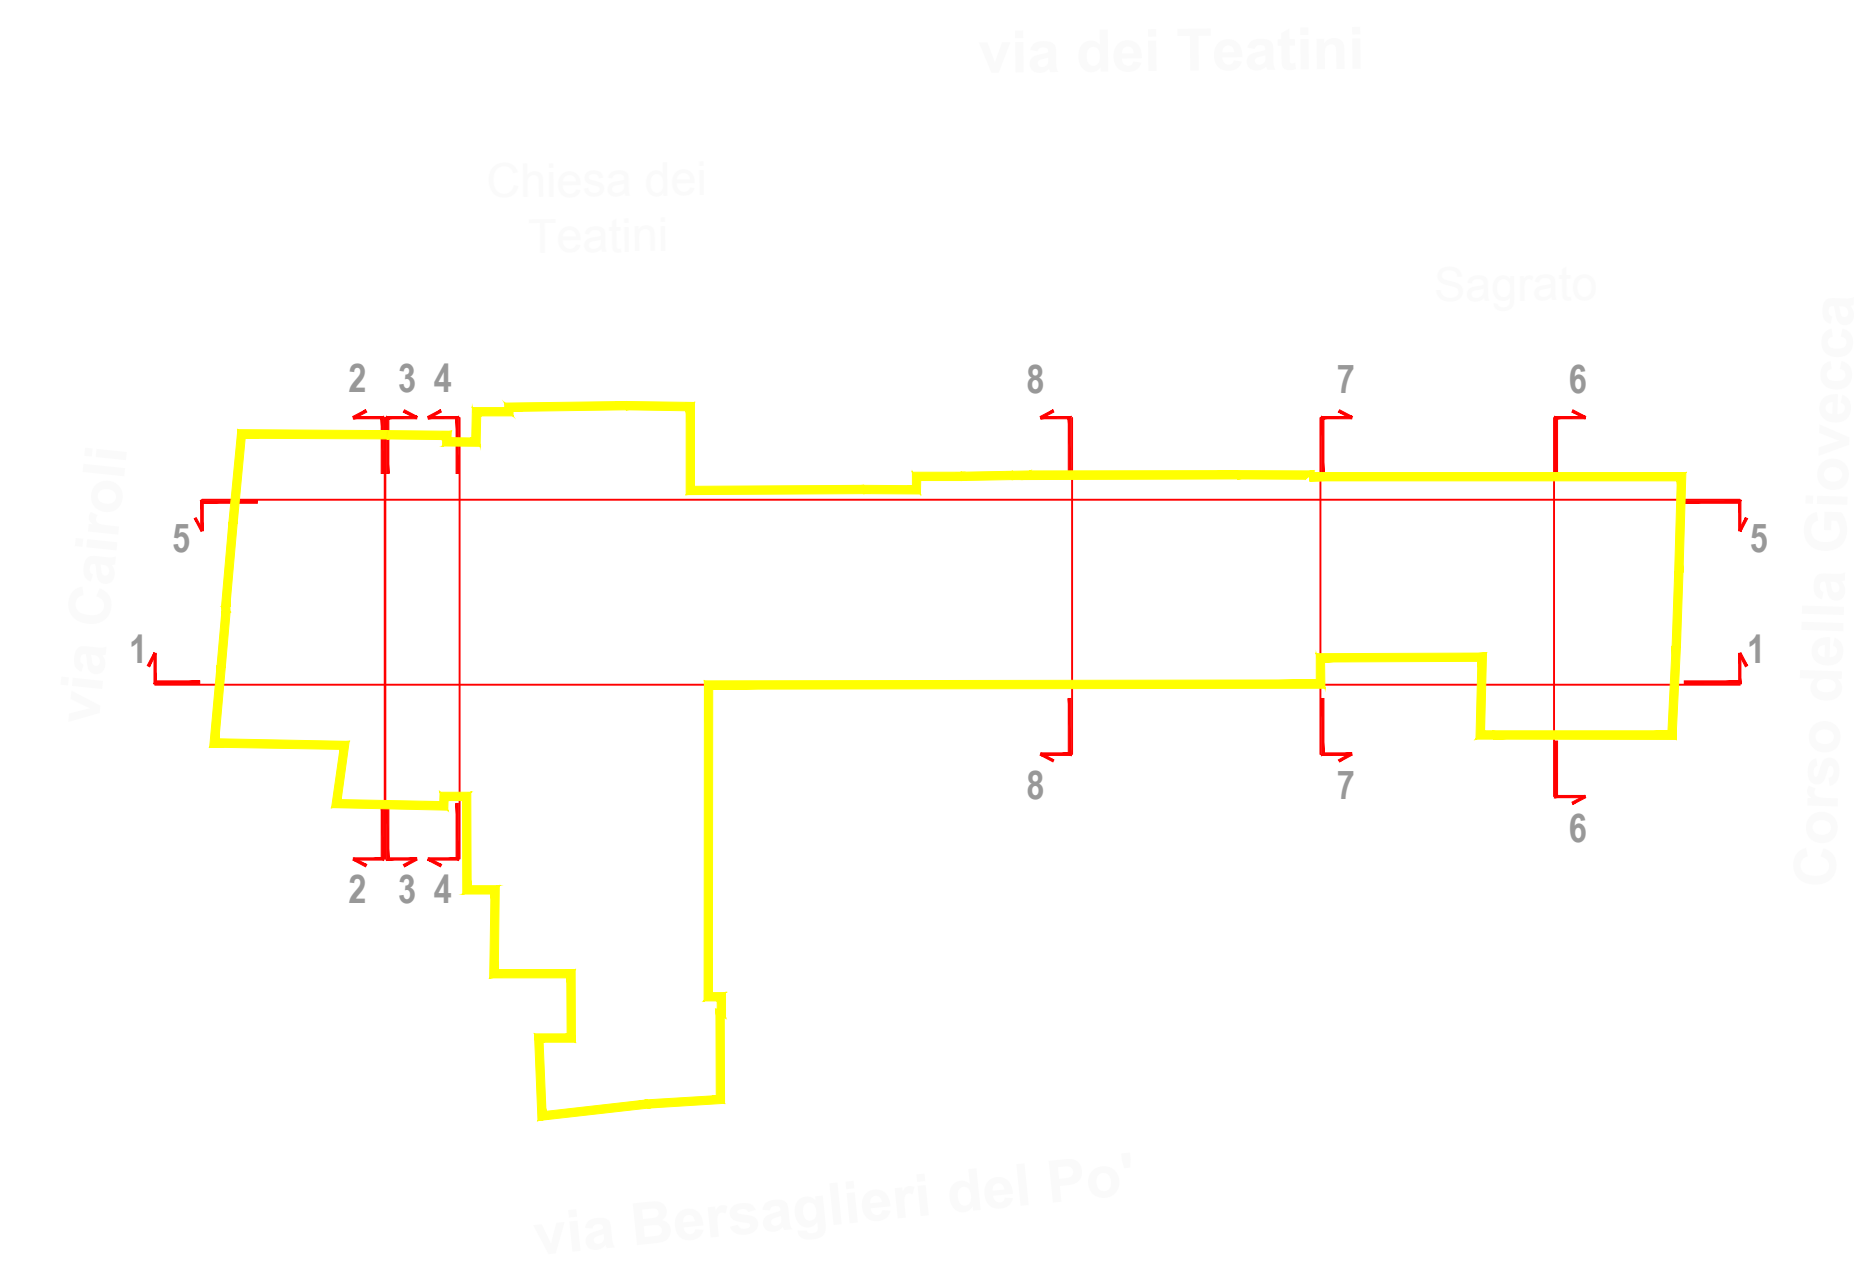 via dei Teatini
Chiesa dei
Teatini
Sagrato
Corso della Giovecca
via Cairoli
2 3 4 8 7 6
5 5
1 1
8 7
6
2 3 4
via Bersaglieri del Po'